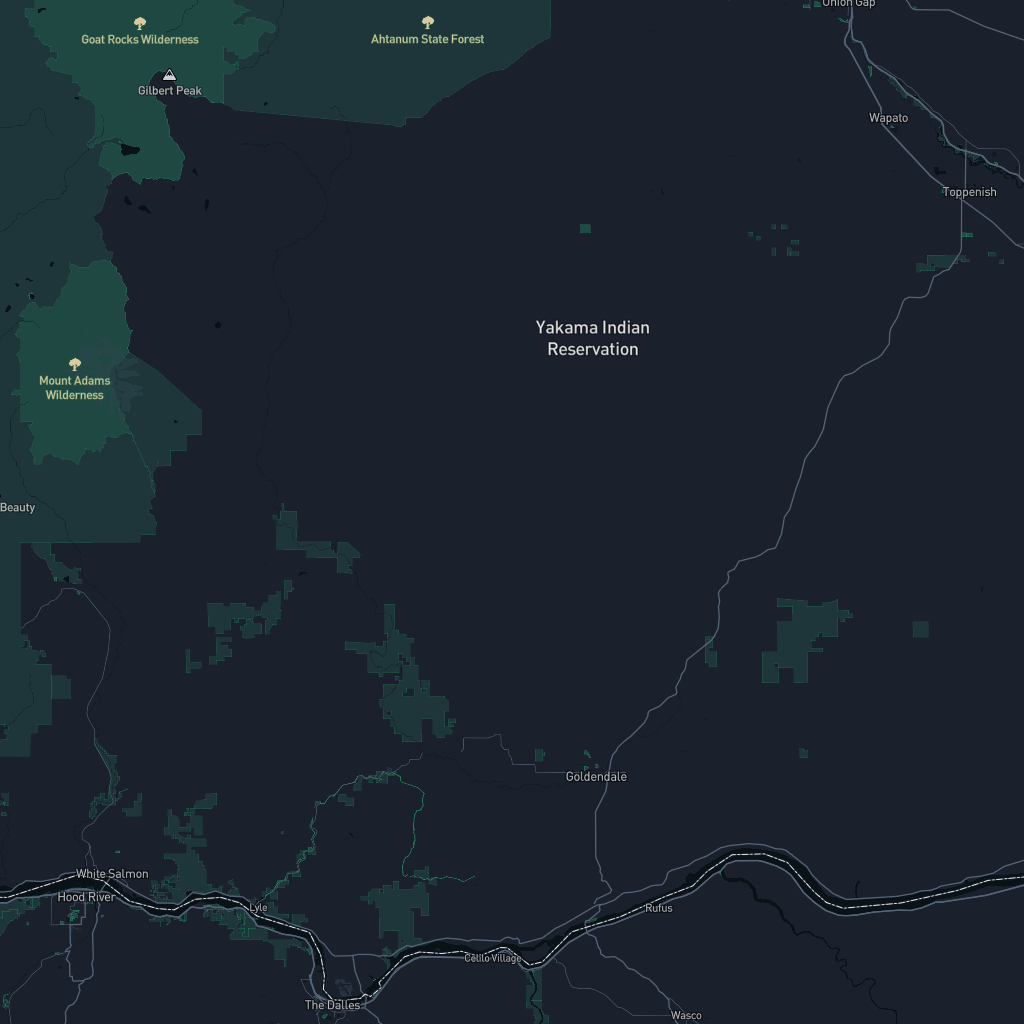 Union Gap
Goat Rocks Wilderness
Ahtanum State Forest
Gilbert Peak
Wapato
Toppenish
Yakama Indian
Reservation
Mount Adams
Wilderness
Beauty
Goldendale
White Salmon
Hood River
Lyle
Rufus
Celilo Village
The Dalles
Wasco